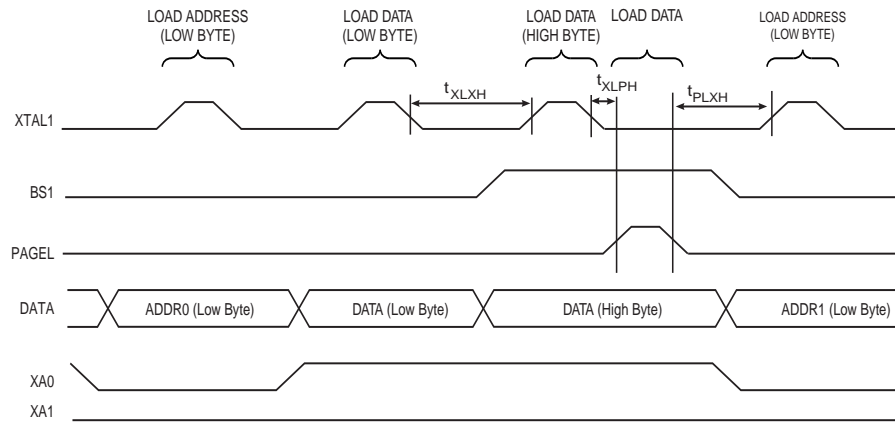 LOAD ADDRESS
(LOW BYTE)
LOAD DATA
(LOW BYTE)
LOAD DATA
(HIGH BYTE)
LOAD DATA
LOAD ADDRESS
(LOW BYTE)
tXLXH
tXLPH
tPLXH
XTAL1
BS1
PAGEL
DATA
ADDR0 (Low Byte)
DATA (Low Byte)
DATA (High Byte)
ADDR1 (Low Byte)
XA0
XA1